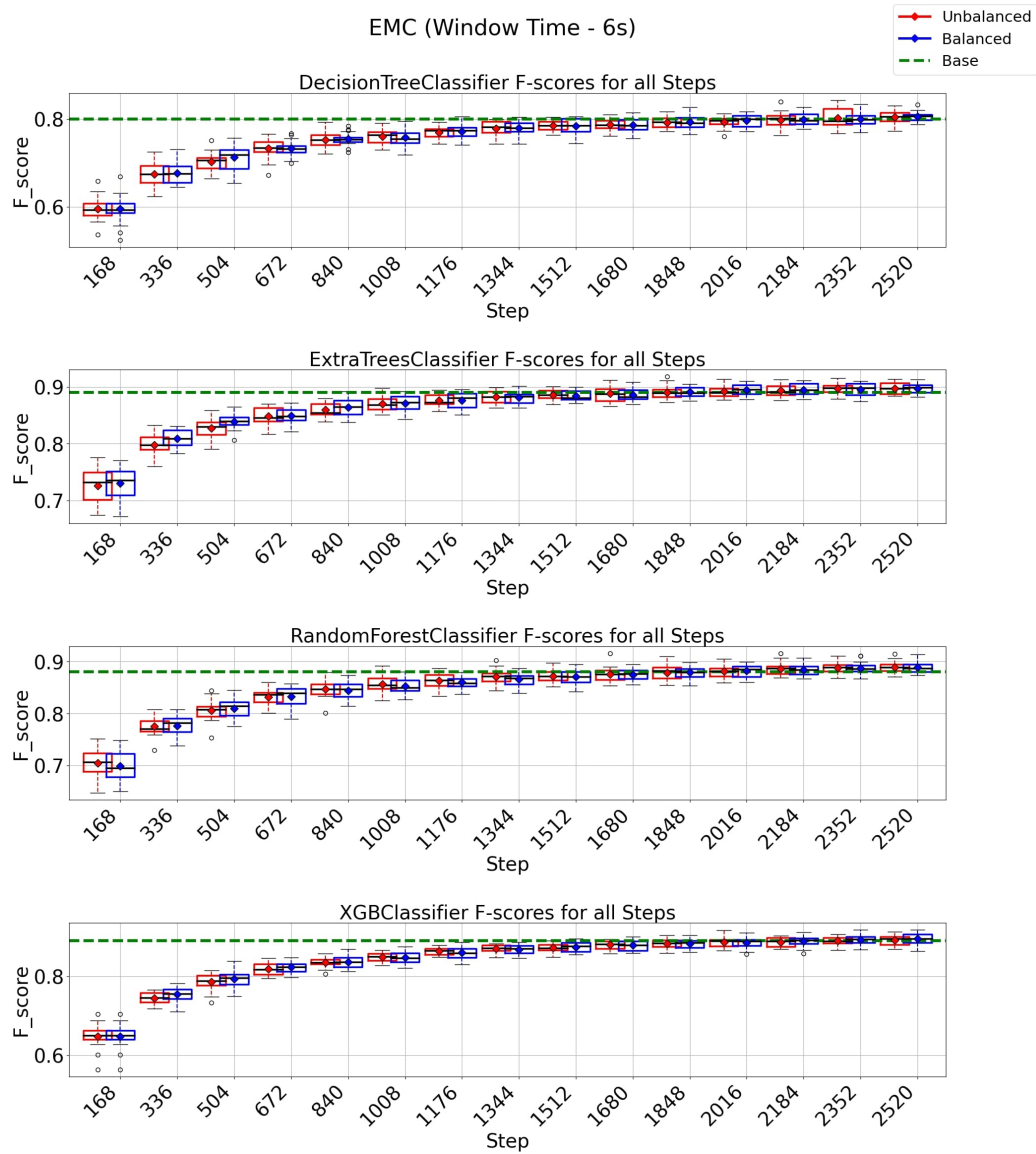 EMC (Window Time - 6s)
Unbalanced
Balanced
Base
DecisionTreeClassifier F-scores for all Steps
F_score
0.8
0.6
168 336 504 672 840 1008 1176 1344 1512 1680 1848 2016 2184 2352 2520
Step
ExtraTreesClassifier F-scores for all Steps
F_score
0.9
0.8
0.7
168 336 504 672 840 1008 1176 1344 1512 1680 1848 2016 2184 2352 2520
Step
RandomForestClassifier F-scores for all Steps
F_score
0.9
0.8
0.7
168 336 504 672 840 1008 1176 1344 1512 1680 1848 2016 2184 2352 2520
Step
XGBClassifier F-scores for all Steps
F_score
0.8
0.6
168 336 504 672 840 1008 1176 1344 1512 1680 1848 2016 2184 2352 2520
Step